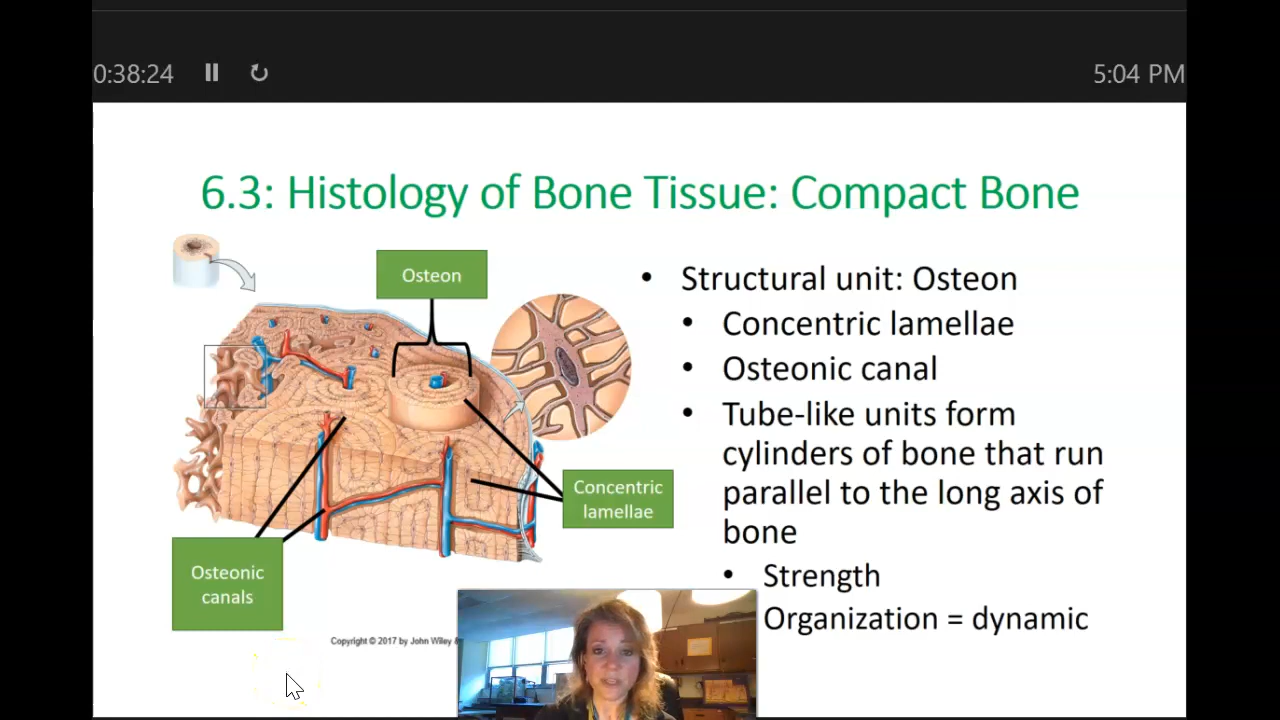 0:38:24
5:04 PM
6.3: Histology of Bone Tissue: Compact Bone
Osteon
Concentric
lamellae
Osteonic
canals
Copyright © 2017 by John Wiley
• Structural unit: Osteon
• Concentric lamellae
• Osteonic canal
• Tube-like units form
cylinders of bone that run
parallel to the long axis of
bone
• Strength
Organization = dynamic